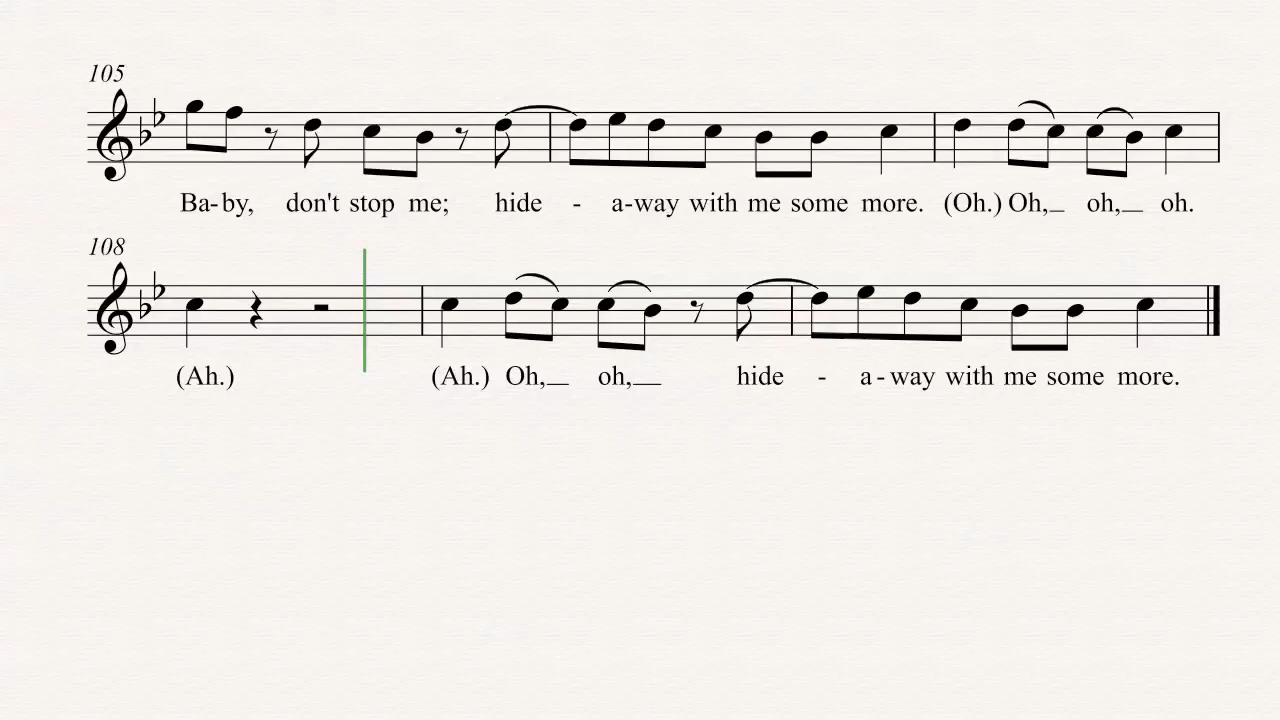 105
Ba-by, don't stop me; hide - a-way with me some more. (Oh.) Oh,_ oh,_ oh.
108
(Ah.) (Ah.) Oh,_ oh,_ hide - a-way with me some more.